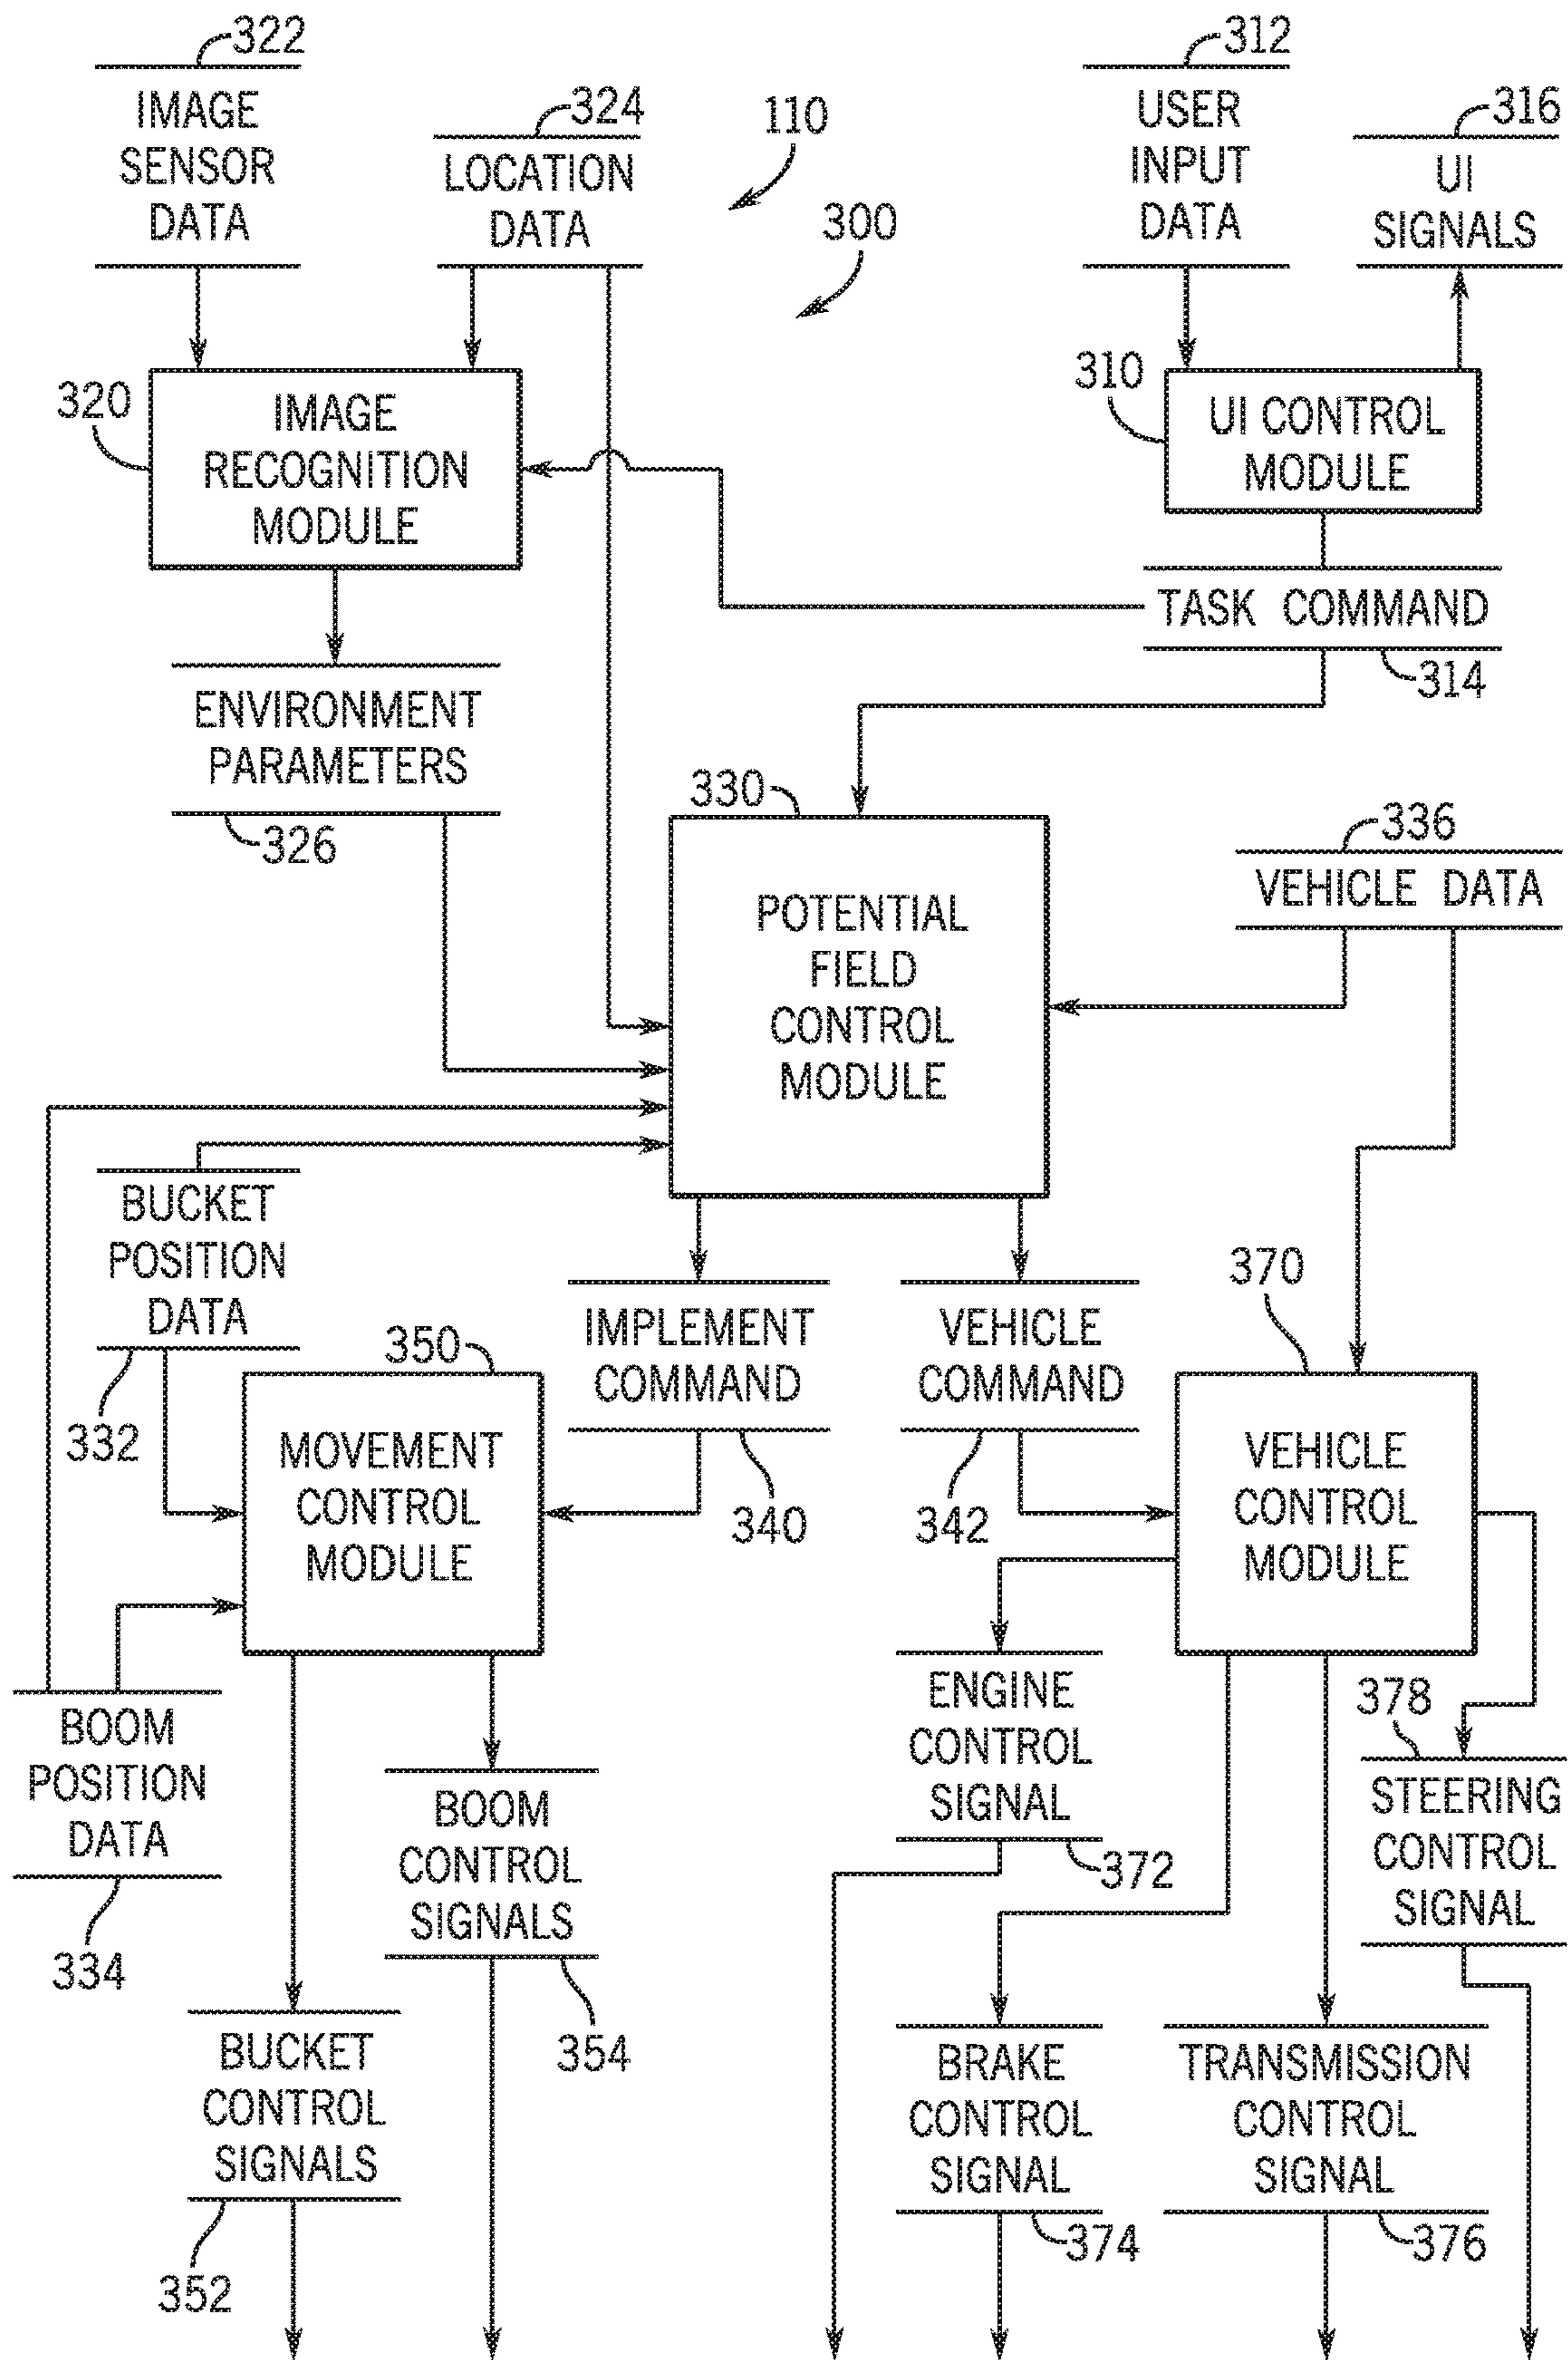 322
IMAGE
SENSOR
DATA
324
LOCATION
DATA
110
300
312
USER
INPUT
DATA
316
UI
SIGNALS
320
IMAGE
RECOGNITION
MODULE
310
UI CONTROL
MODULE
TASK COMMAND
314
ENVIRONMENT
PARAMETERS
326
330
POTENTIAL
FIELD
CONTROL
MODULE
336
VEHICLE DATA
BUCKET
POSITION
DATA
332
IMPLEMENT
COMMAND
340
VEHICLE
COMMAND
342
350
MOVEMENT
CONTROL
MODULE
370
VEHICLE
CONTROL
MODULE
BOOM
POSITION
DATA
334
BOOM
CONTROL
SIGNALS
354
BUCKET
CONTROL
SIGNALS
352
ENGINE
CONTROL
SIGNAL
372
378
STEERING
CONTROL
SIGNAL
BRAKE
CONTROL
SIGNAL
374
TRANSMISSION
CONTROL
SIGNAL
376